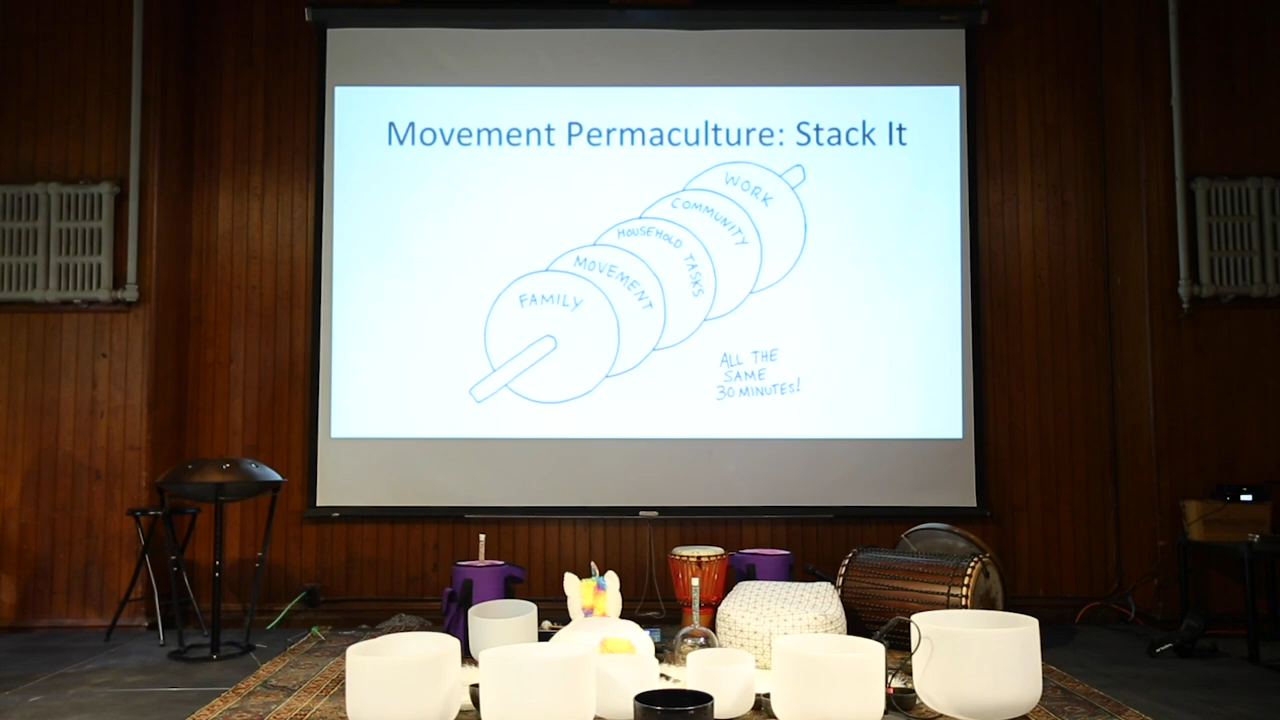 Movement Permaculture: Stack It
WORK
COMMUNITY
HOUSEHOLD TASKS
MOVEMENT
FAMILY
ALL THE
SAME
30 MINUTES!